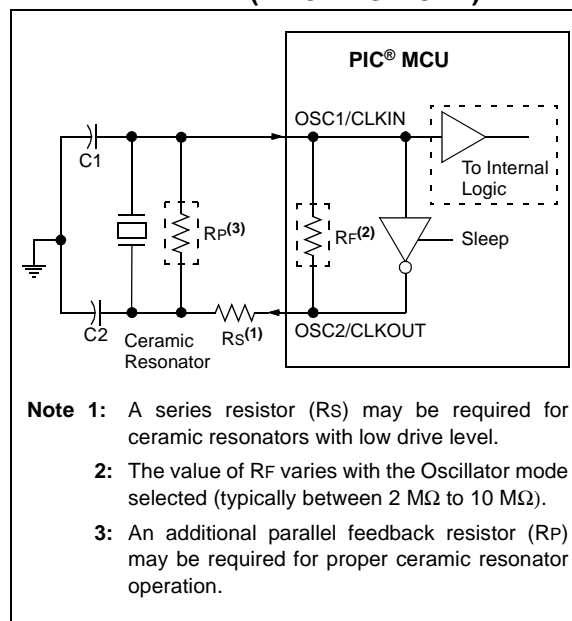 PIC® MCU
OSC1/CLKIN
C1
To Internal
Logic
RP(3)
RF(2)
Sleep
C2
Ceramic
Resonator
RS(1)
OSC2/CLKOUT
Note 1: A series resistor (RS) may be required for
ceramic resonators with low drive level.
2: The value of RF varies with the Oscillator mode
selected (typically between 2 MΩ to 10 MΩ).
3: An additional parallel feedback resistor (RP)
may be required for proper ceramic resonator
operation.